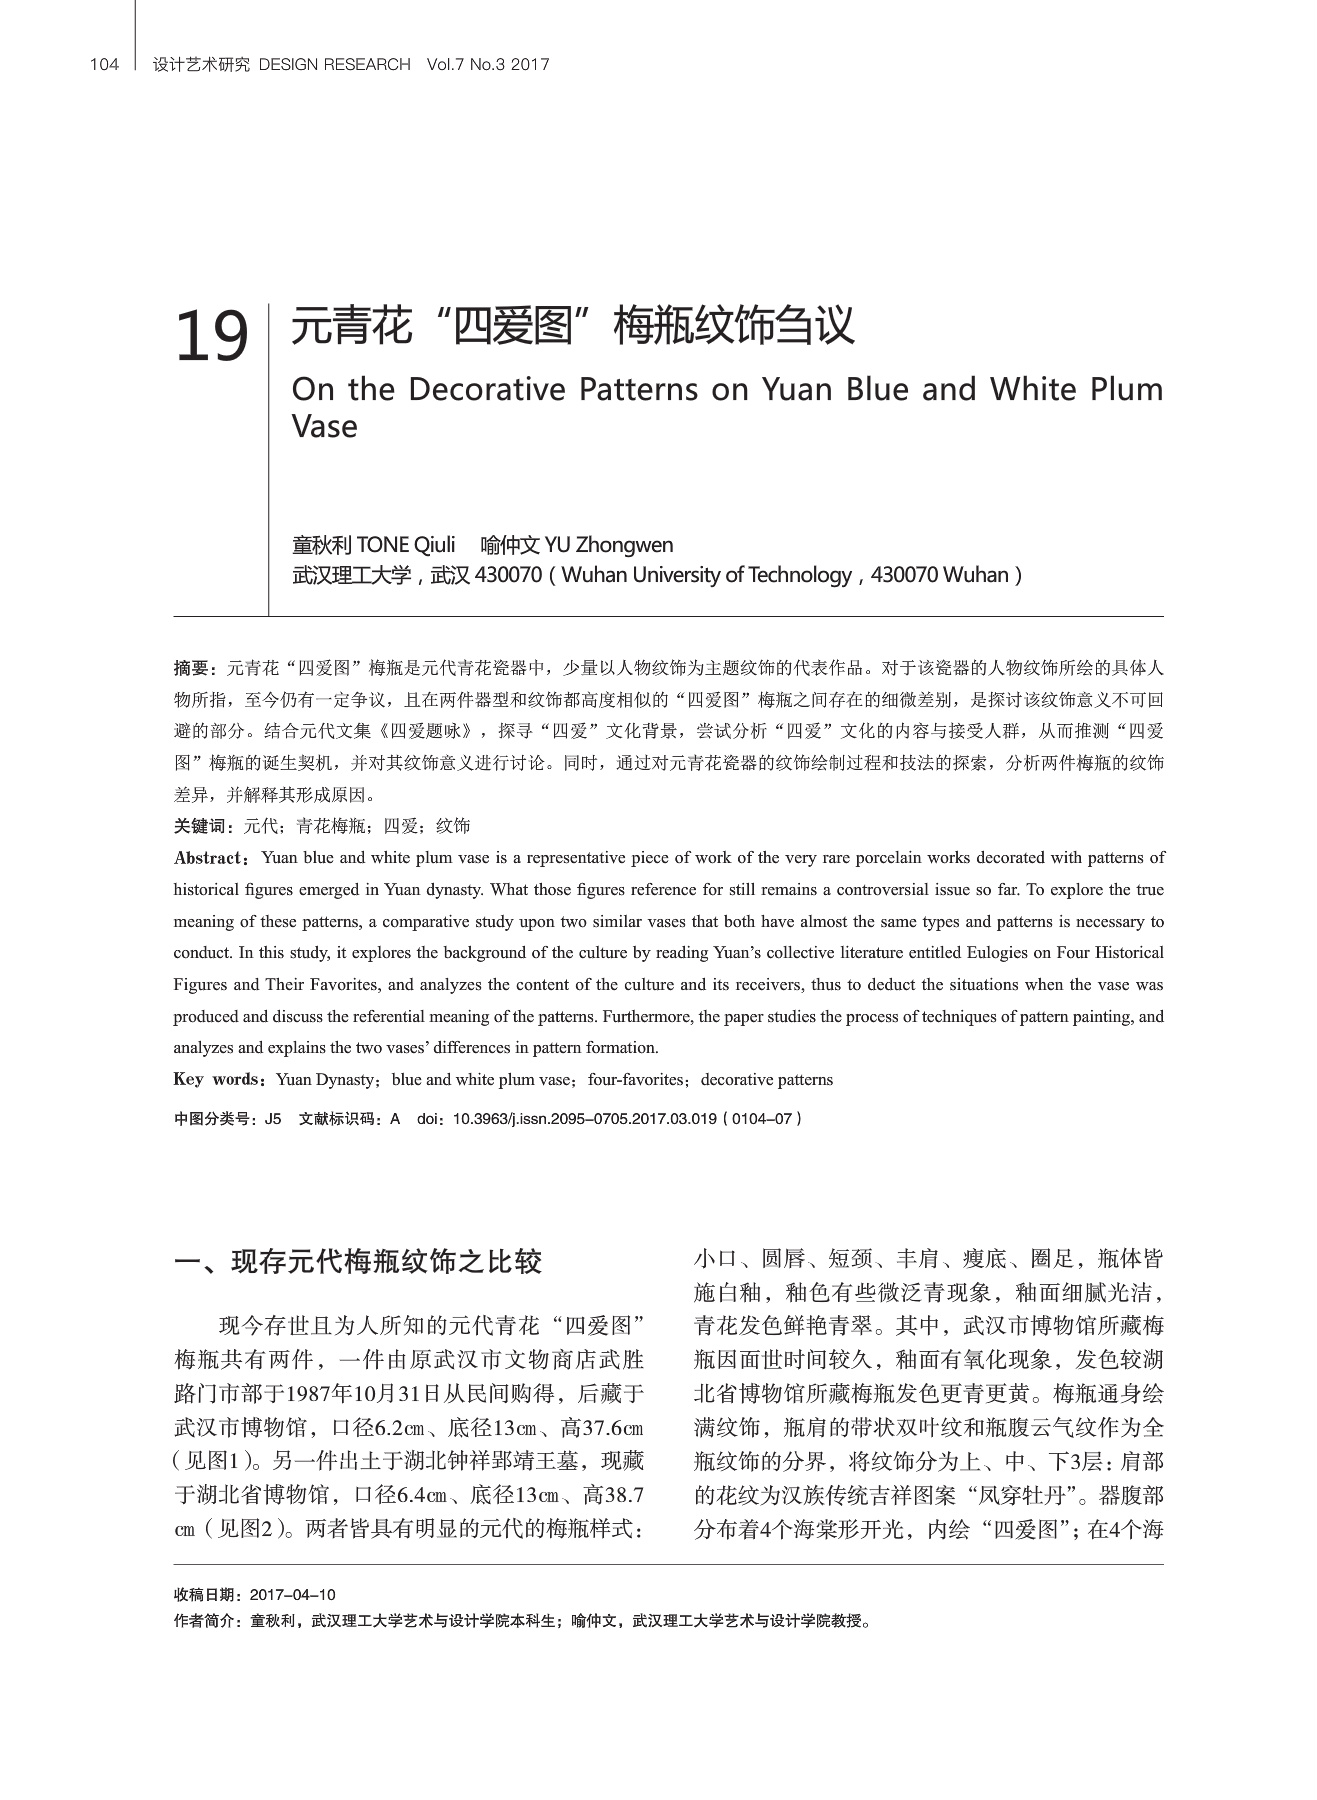 104 设计艺术研究 DESIGN RESEARCH Vol.7 No.3 2017
19
元青花“四爱图”梅瓶纹饰刍议
On the Decorative Patterns on Yuan Blue and White Plum
Vase
童秋利 TONE Qiuli 喻仲文 YU Zhongwen
武汉理工大学，武汉 430070（Wuhan University of Technology，430070 Wuhan）
摘要：元青花“四爱图”梅瓶是元代青花瓷器中，少量以人物纹饰为主题纹饰的代表作品。对于该瓷器的人物纹饰所绘的具体人
物所指，至今仍有一定争议，且在两件器型和纹饰都高度相似的“四爱图”梅瓶之间存在的细微差别，是探讨该纹饰意义不可回
避的部分。结合元代文集《四爱题咏》，探寻“四爱”文化背景，尝试分析“四爱”文化的内容与接受人群，从而推测“四爱
图”梅瓶的诞生契机，并对其纹饰意义进行讨论。同时，通过对元青花瓷器的纹饰绘制过程和技法的探索，分析两件梅瓶的纹饰
差异，并解释其形成原因。
关键词：元代；青花梅瓶；四爱；纹饰
Abstract：Yuan blue and white plum vase is a representative piece of work of the very rare porcelain works decorated with patterns of
historical figures emerged in Yuan dynasty. What those figures reference for still remains a controversial issue so far. To explore the true
meaning of these patterns, a comparative study upon two similar vases that both have almost the same types and patterns is necessary to
conduct. In this study, it explores the background of the culture by reading Yuan’s collective literature entitled Eulogies on Four Historical
Figures and Their Favorites, and analyzes the content of the culture and its receivers, thus to deduct the situations when the vase was
produced and discuss the referential meaning of the patterns. Furthermore, the paper studies the process of techniques of pattern painting, and
analyzes and explains the two vases’ differences in pattern formation.
Key words：Yuan Dynasty；blue and white plum vase；four-favorites；decorative patterns
中图分类号：J5 文献标识码：A doi：10.3963/j.issn.2095–0705.2017.03.019（0104–07）
一、现存元代梅瓶纹饰之比较
现今存世且为人所知的元代青花“四爱图”
梅瓶共有两件，一件由原武汉市文物商店武胜
路门市部于1987年10月31日从民间购得，后藏于
武汉市博物馆，口径6.2㎝、底径13㎝、高37.6㎝
（见图1）。另一件出土于湖北钟祥郢靖王墓，现藏
于湖北省博物馆，口径6.4㎝、底径13㎝、高38.7
㎝（见图2）。两者皆具有明显的元代的梅瓶样式：
小口、圆唇、短颈、丰肩、瘦底、圈足，瓶体皆
施白釉，釉色有些微泛青现象，釉面细腻光洁，
青花发色鲜艳青翠。其中，武汉市博物馆所藏梅
瓶因面世时间较久，釉面有氧化现象，发色较湖
北省博物馆所藏梅瓶发色更青更黄。梅瓶通身绘
满纹饰，瓶肩的带状双叶纹和瓶腹云气纹作为全
瓶纹饰的分界，将纹饰分为上、中、下3层：肩部
的花纹为汉族传统吉祥图案“凤穿牡丹”。器腹部
分布着4个海棠形开光，内绘“四爱图”；在4个海
收稿日期：2017–04–10
作者简介：童秋利，武汉理工大学艺术与设计学院本科生；喻仲文，武汉理工大学艺术与设计学院教授。